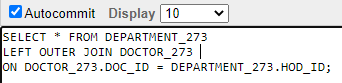 Autocommit Display 10
SELECT * FROM DEPARTMENT_273
LEFT OUTER JOIN DOCTOR_273
ON DOCTOR_273.DOC_ID = DEPARTMENT_273.HOD_ID;